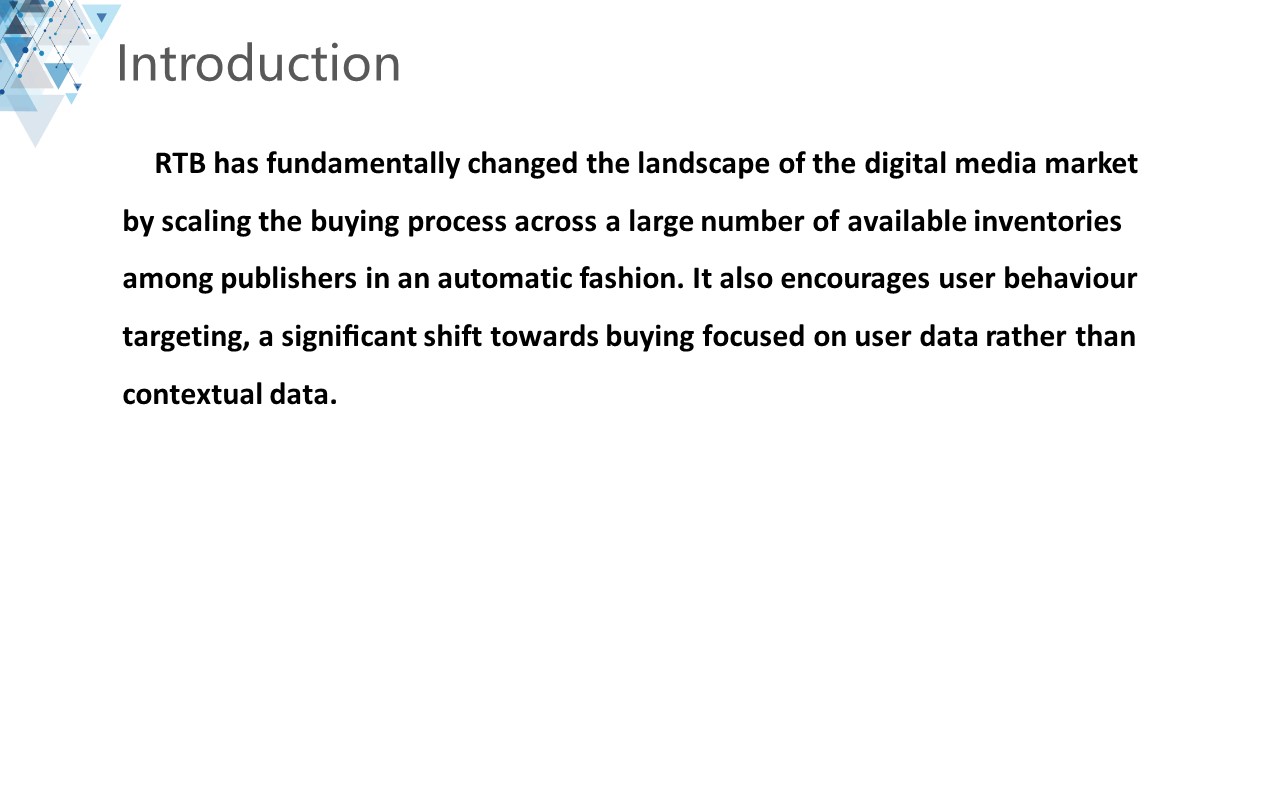 Introduction
RTB has fundamentally changed the landscape of the digital media market
by scaling the buying process across a large number of available inventories
among publishers in an automatic fashion. It also encourages user behaviour
targeting, a significant shift towards buying focused on user data rather than
contextual data.